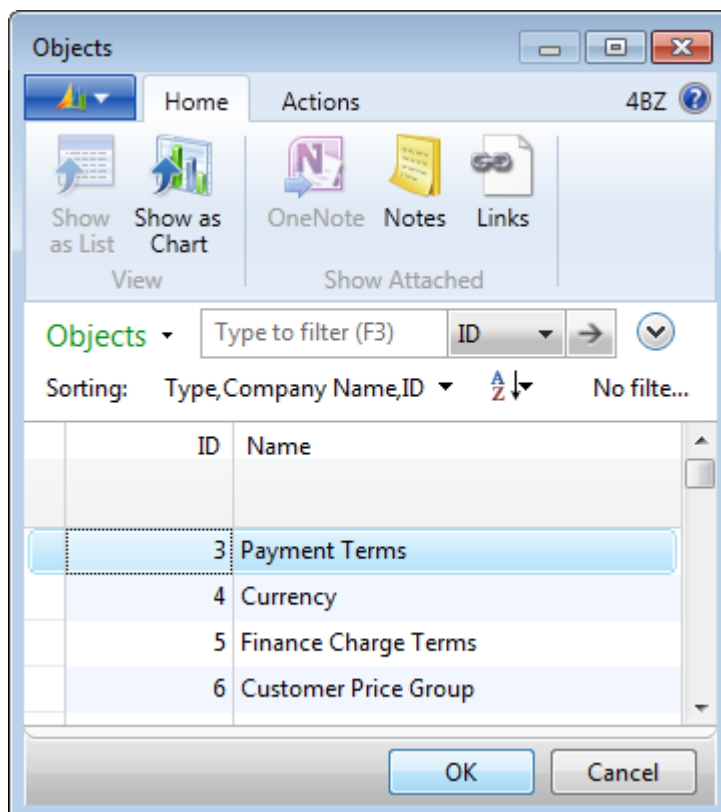 Objects
Home Actions 4BZ
Show as List Show as Chart OneNote Notes Links
View Show Attached
Objects Type to filter (F3) ID
Sorting: Type,Company Name,ID A Z No filte...
ID Name
3 Payment Terms
4 Currency
5 Finance Charge Terms
6 Customer Price Group
OK Cancel